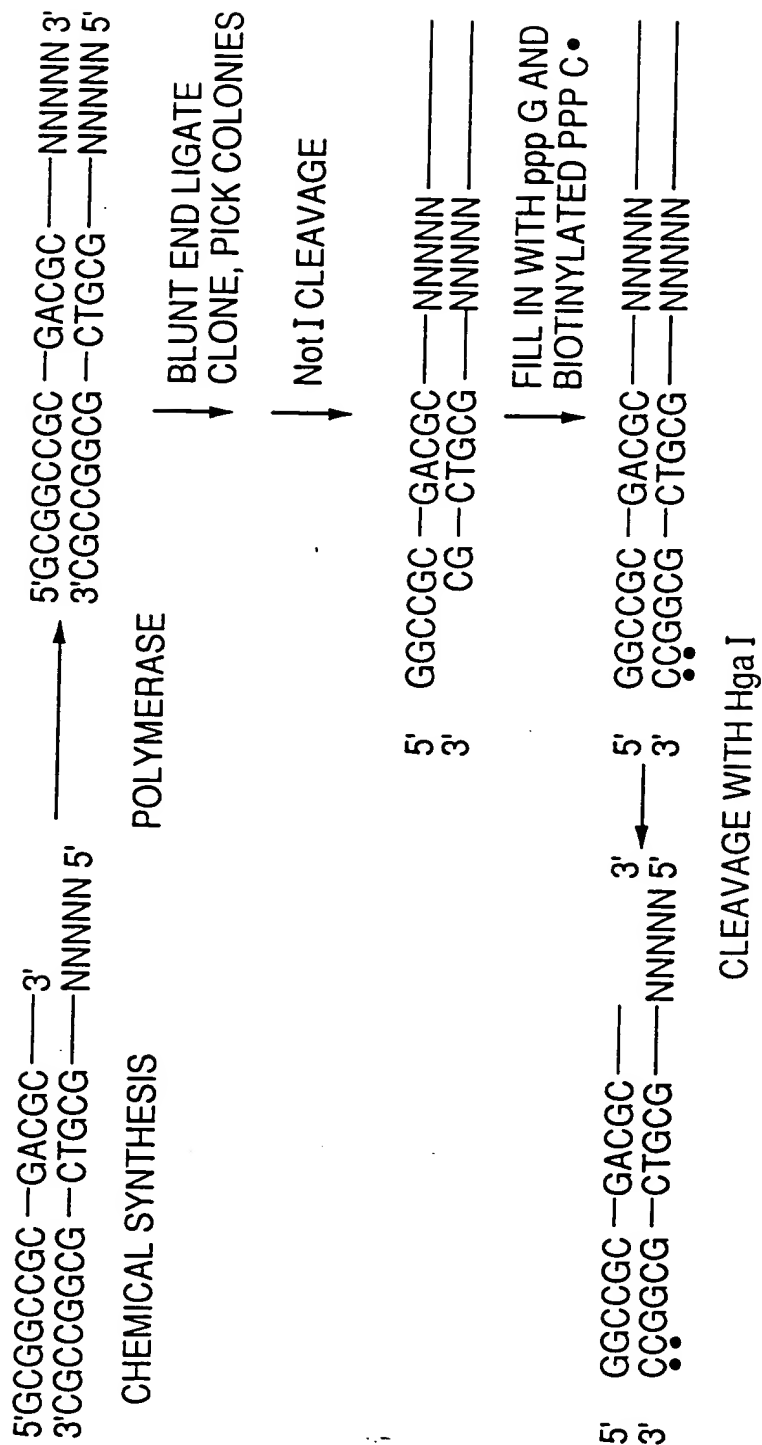 5'GCGGCCGC—GACGC——3'
3'CGCCGGCG—CTGCG——NNNNN 5'
CHEMICAL SYNTHESIS
POLYMERASE
5'GCGGCCGC—GACGC——NNNNN 3'
3'CGCCGGCG—CTGCG——NNNNN 5'
BLUNT END LIGATE
CLONE, PICK COLONIES
NotI CLEAVAGE
5' GGCCGC—GACGC——NNNNN——
3' CG—CTGCG——NNNNN——
FILL IN WITH ppp G AND
BIOTINYLATED PPP C•
5' GGCCGC—GACGC——NNNNN——
3' CCGGCG—CTGCG——NNNNN——
CLEAVAGE WITH HgaI
5' GGCCGC—GACGC—— 3'
3' CCGGCG—CTGCG——NNNNN 5'